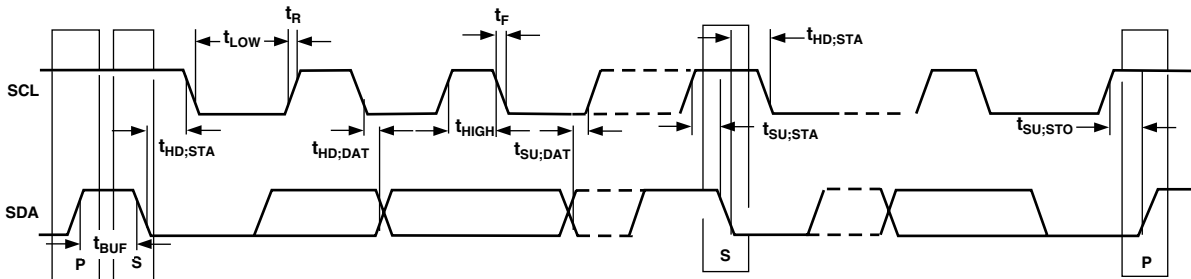 tR
tF
tLOW
tHD;STA
SCL
tHD;STA
tHD;DAT
tHIGH
tSU;DAT
tSU;STA
tSU;STO
SDA
tBUF
P
S
S
P